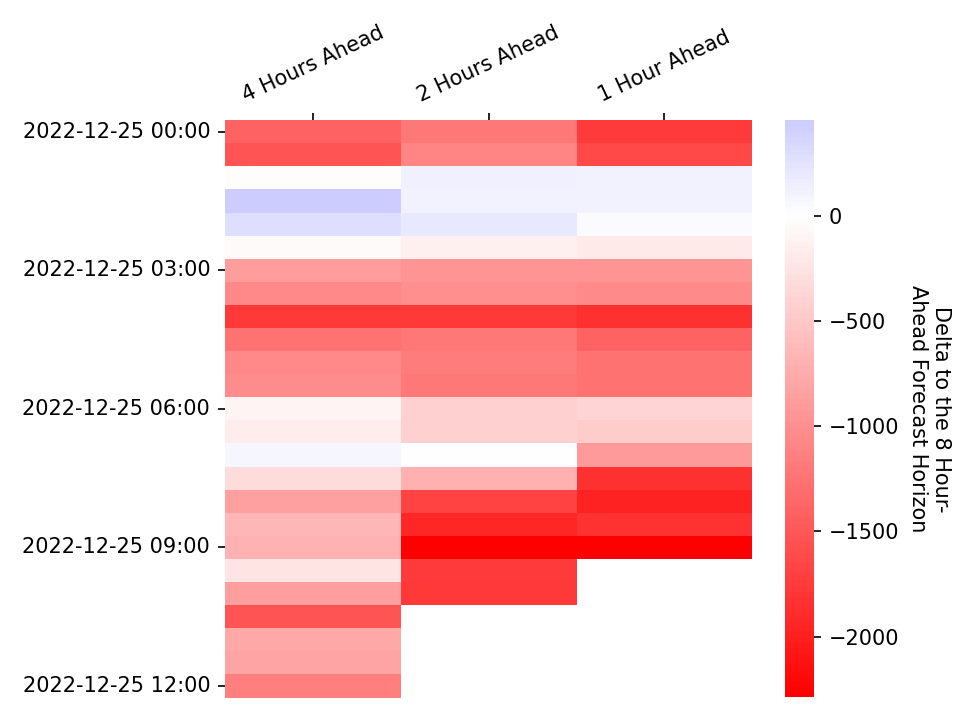 4 Hours Ahead
2 Hours Ahead
1 Hour Ahead
2022-12-25 00:00
2022-12-25 03:00
2022-12-25 06:00
2022-12-25 09:00
2022-12-25 12:00
0
−500
−1000
−1500
−2000
Delta to the 8 Hour-
Ahead Forecast Horizon